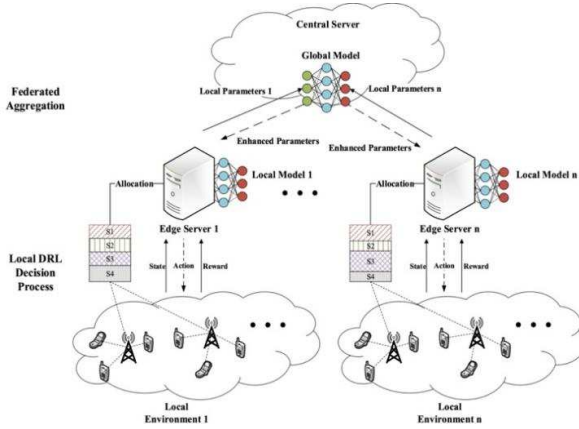 Central Server
Global Model
Federated
Aggregation
Local Parameters 1
Local Parameters n
Enhanced Parameters
Enhanced Parameters
Allocation
Local Model 1
Allocation
Local Model n
Edge Server 1
Edge Server n
S1
S2
S3
S4
S1
S2
S3
S4
Local DRL
Decision
Process
State
Action
Reward
State
Action
Reward
Local
Environment 1
Local
Environment n